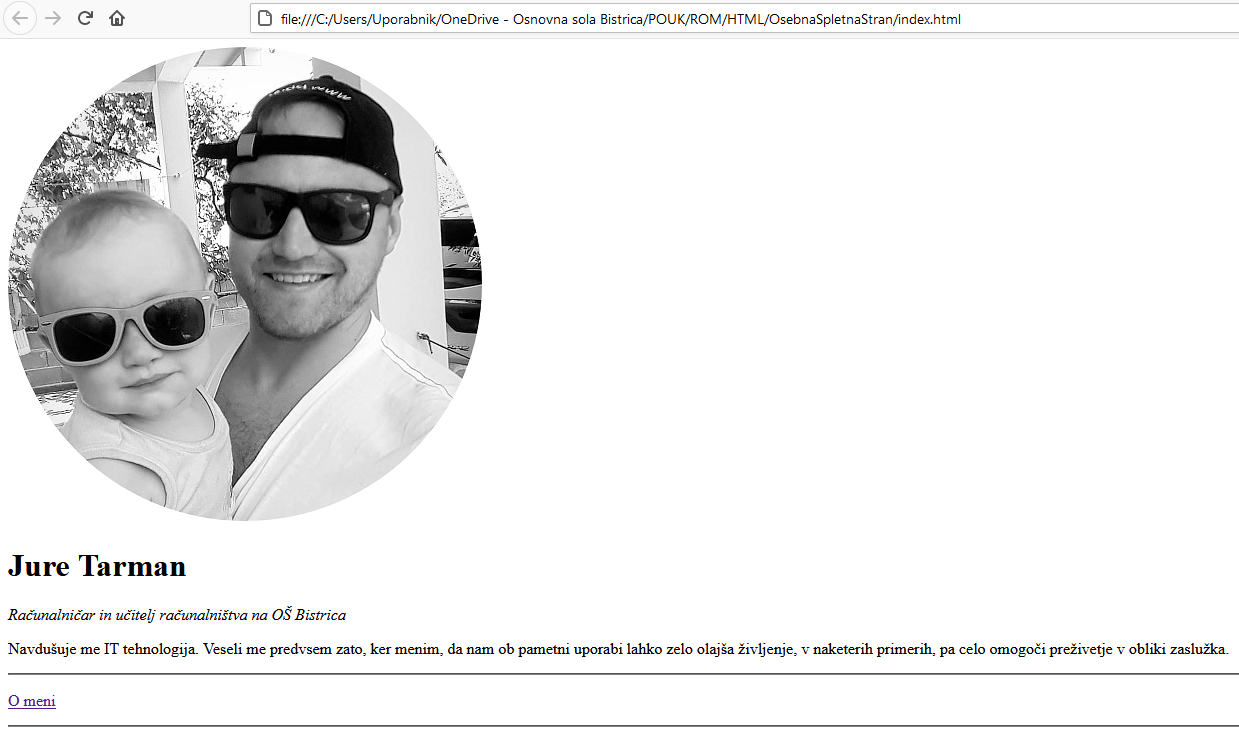 file:///C:/Users/Uporabnik/OneDrive - Osnovna sola Bistrica/POUK/ROM/HTML/OsebnaSpletnaStran/index.html
Jure Tarman
Računalničar in učitelj računalništva na OŠ Bistrica
Navdušuje me IT tehnologija. Veseli me predvsem zato, ker menim, da nam ob pametni uporabi lahko zelo olajša življenje, v naketerih primerih, pa celo omogoči preživetje v obliki zaslužka.
O meni